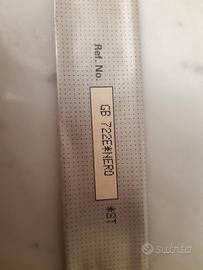 Ref. No.
GB 722E*NERO
*ST
subito